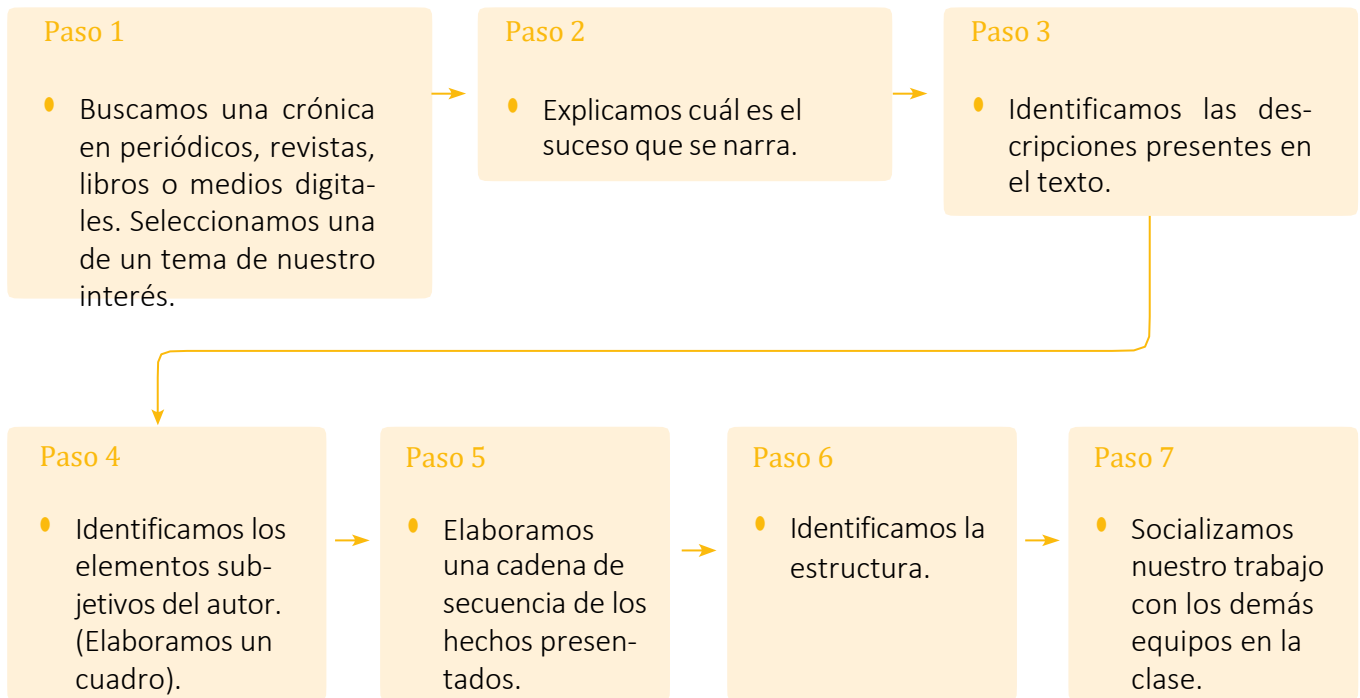 Paso 1
• Buscamos una crónica
en periódicos, revistas,
libros o medios digita-
les. Seleccionamos una
de un tema de nuestro
interés.
Paso 2
• Explicamos cuál es el
suceso que se narra.
Paso 3
• Identificamos las des-
cripciones presentes en
el texto.
Paso 4
• Identificamos los
elementos sub-
jetivos del autor.
(Elaboramos un
cuadro).
Paso 5
• Elaboramos
una cadena de
secuencia de los
hechos presen-
tados.
Paso 6
• Identificamos la
estructura.
Paso 7
• Socializamos
nuestro trabajo
con los demás
equipos en la
clase.